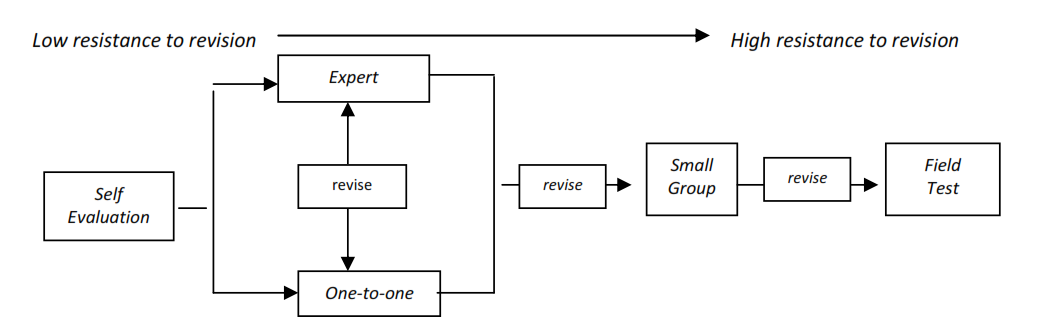 Low resistance to revision
High resistance to revision
Expert
Self
Evaluation
revise
One-to-one
revise
Small
Group
revise
Field
Test